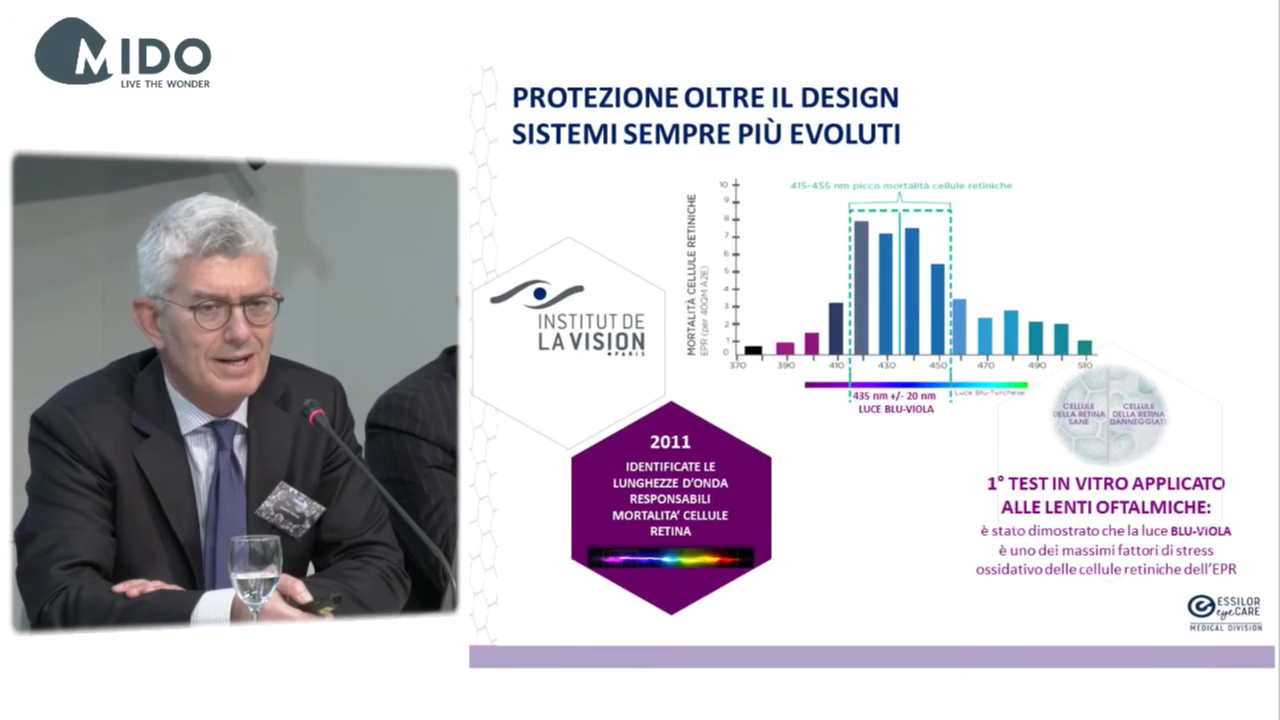 MIDO
LIVE THE WONDER
PROTEZIONE OLTRE IL DESIGN
SISTEMI SEMPRE PIÙ EVOLUTI
INSTITUT DE
LA VISION
PARIS
MORTALITÀ CELLULE RETINICHE
EPR (per 40QM A2E)
415-455 nm picco mortalità cellule retiniche
10
9
8
7
6
5
4
3
2
1
0
370 390 410 430 450 470 490 510
435 nm +/- 20 nm
LUCE BLU-VIOLA
Luce Blu-Turchese
2011
IDENTIFICATE LE
LUNGHEZZE D'ONDA
RESPONSABILI
MORTALITA' CELLULE
RETINA
CELLULE
DELLA RETINA
SANE
CELLULE
DELLA RETINA
DANNEGGIATI
1° TEST IN VITRO APPLICATO
ALLE LENTI OFTALMICHE:
è stato dimostrato che la luce BLU-VIOLA
è uno dei massimi fattori di stress
ossidativo delle cellule retiniche dell'EPR
ESSILOR
eyeCARE
MEDICAL DIVISION